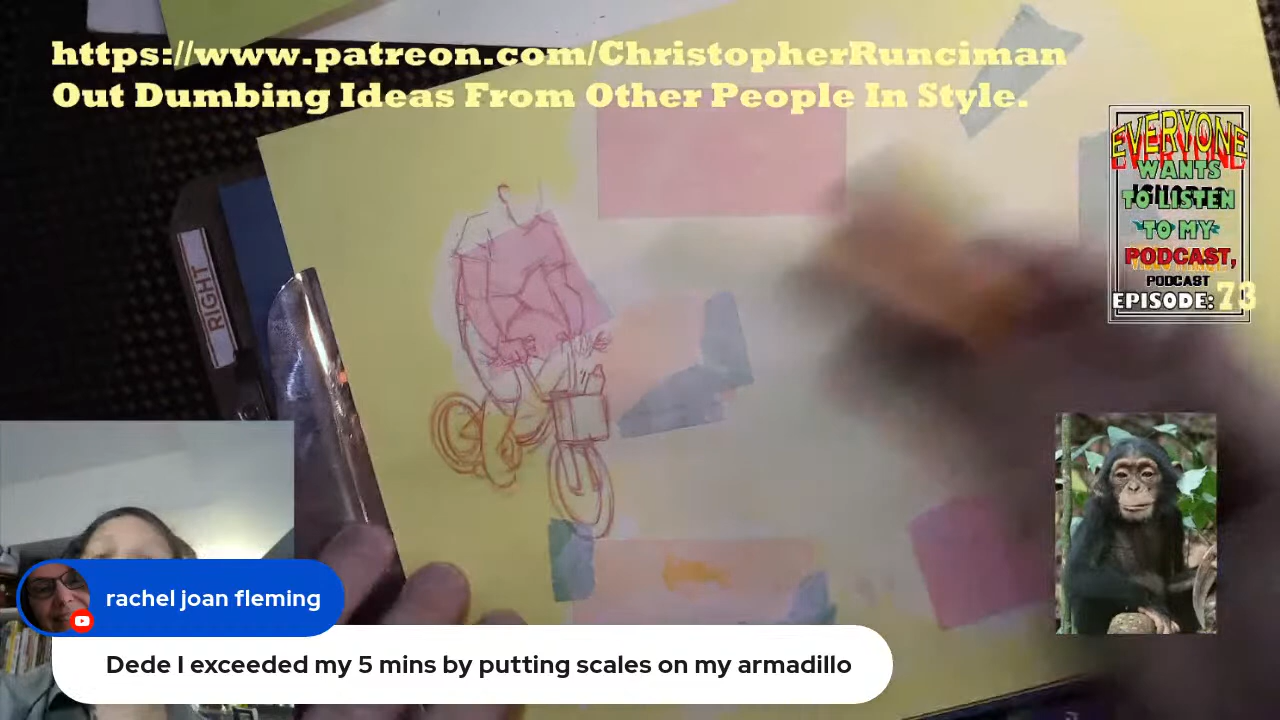 https://www.patreon.com/ChristopherRunciman
Out Dumbing Ideas From Other People In Style.
EVERYONE
WANTS
TO LISTEN
TO MY
PODCAST,
PODCAST
EPISODE: 73
RIGHT
rachel joan fleming
Dede I exceeded my 5 mins by putting scales on my armadillo